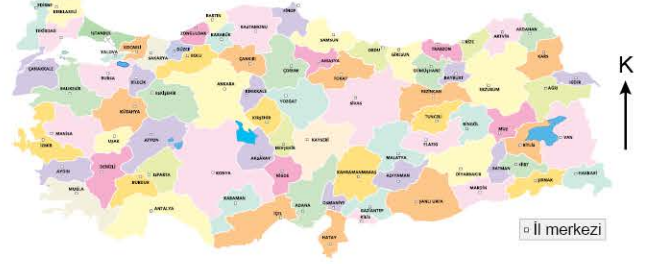 EDİRNE
KIRKLARELİ
TEKİRDAĞ
İSTANBUL
YALOVA
KOCAELİ
SAKARYA
DÜZCE
BOLU
ZONGULDAK
BARTIN
KARABÜK
KASTAMONU
SİNOP
ÇANKIRI
SAMSUN
ORDU
GİRESUN
TRABZON
RİZE
ARTVİN
ARDAHAN
KARS
IĞDIR
AĞRI
ÇANAKKALE
BALIKESİR
BURSA
BİLECİK
ESKİŞEHİR
ANKARA
KIRIKKALE
ÇORUM
AMASYA
TOKAT
YOZGAT
SİVAS
GÜMÜŞHANE
BAYBURT
ERZİNCAN
ERZURUM
KÜTAHYA
MANİSA
İZMİR
UŞAK
AFYON
KIRŞEHİR
NEVŞEHİR
KAYSERİ
AKSARAY
TUNCELİ
BİNGÖL
MUŞ
BİTLİS
VAN
ELAZIĞ
MALATYA
AYDIN
DENİZLİ
MUĞLA
BURDUR
ISPARTA
KONYA
NİĞDE
KAHRAMANMARAŞ
ADIYAMAN
DİYARBAKIR
BATMAN
SİİRT
ŞIRNAK
HAKKARİ
MARDİN
ANTALYA
KARAMAN
İÇEL
ADANA
OSMANİYE
GAZİANTEP
KİLİS
ŞANLI URFA
HATAY
K
İl merkezi